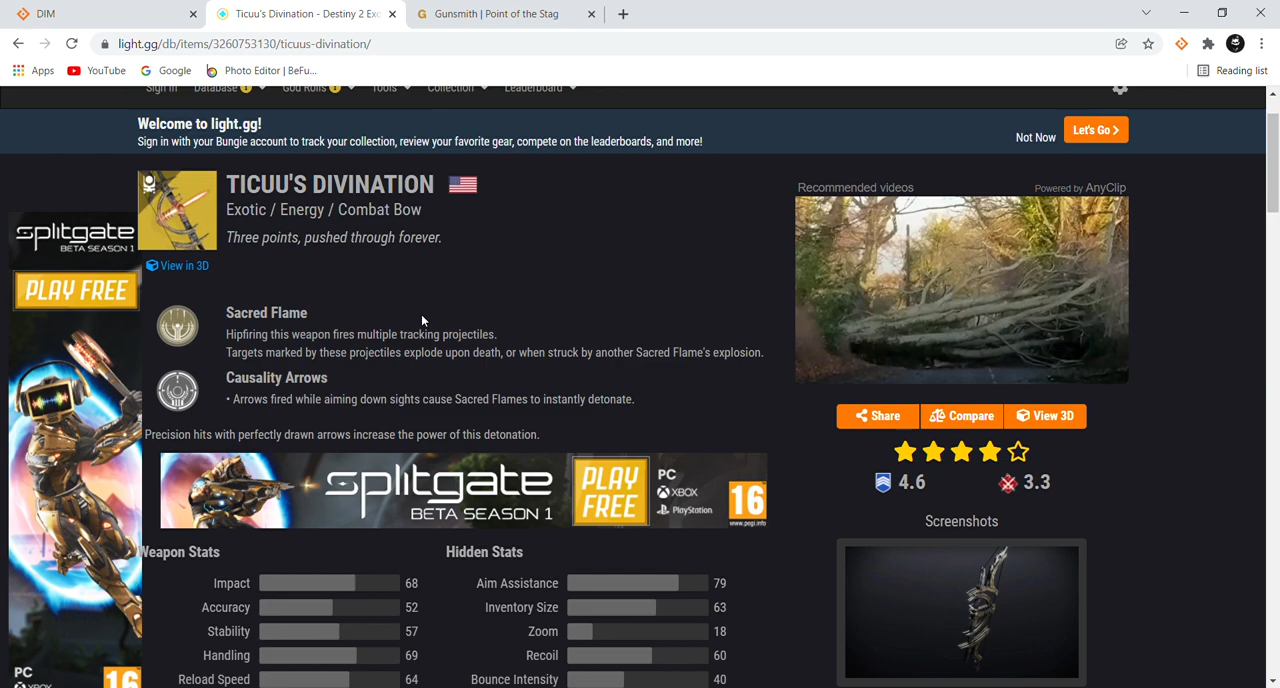 DIM
Ticuu's Divination - Destiny 2 Exo
Gunsmith | Point of the Stag
light.gg/db/items/3260753130/ticuus-divination/
Apps
YouTube
Google
Photo Editor | BeFu...
Reading list
Sign in
Database
God Rolls
Tools
Collection
Leaderboard
Welcome to light.gg!
Sign in with your Bungie account to track your collection, review your favorite gear, compete on the leaderboards, and more!
Not Now
Let's Go >
TICUU'S DIVINATION
Exotic / Energy / Combat Bow
Three points, pushed through forever.
View in 3D
Recommended videos
Powered by AnyClip
splitgate
BETA SEASON 1
PLAY FREE
Sacred Flame
Hipfiring this weapon fires multiple tracking projectiles.
Targets marked by these projectiles explode upon death, or when struck by another Sacred Flame's explosion.
Causality Arrows
• Arrows fired while aiming down sights cause Sacred Flames to instantly detonate.
Precision hits with perfectly drawn arrows increase the power of this detonation.
Share
Compare
View 3D
4.6
3.3
splitgate
BETA SEASON 1
PLAY
FREE
PC
XBOX
PlayStation
16
www.pegi.info
Screenshots
Weapon Stats
Hidden Stats
Impact 68
Aim Assistance 79
Accuracy 52
Inventory Size 63
Stability 57
Zoom 18
Handling 69
Recoil 60
Reload Speed 64
Bounce Intensity 40
PC
XBOX
16